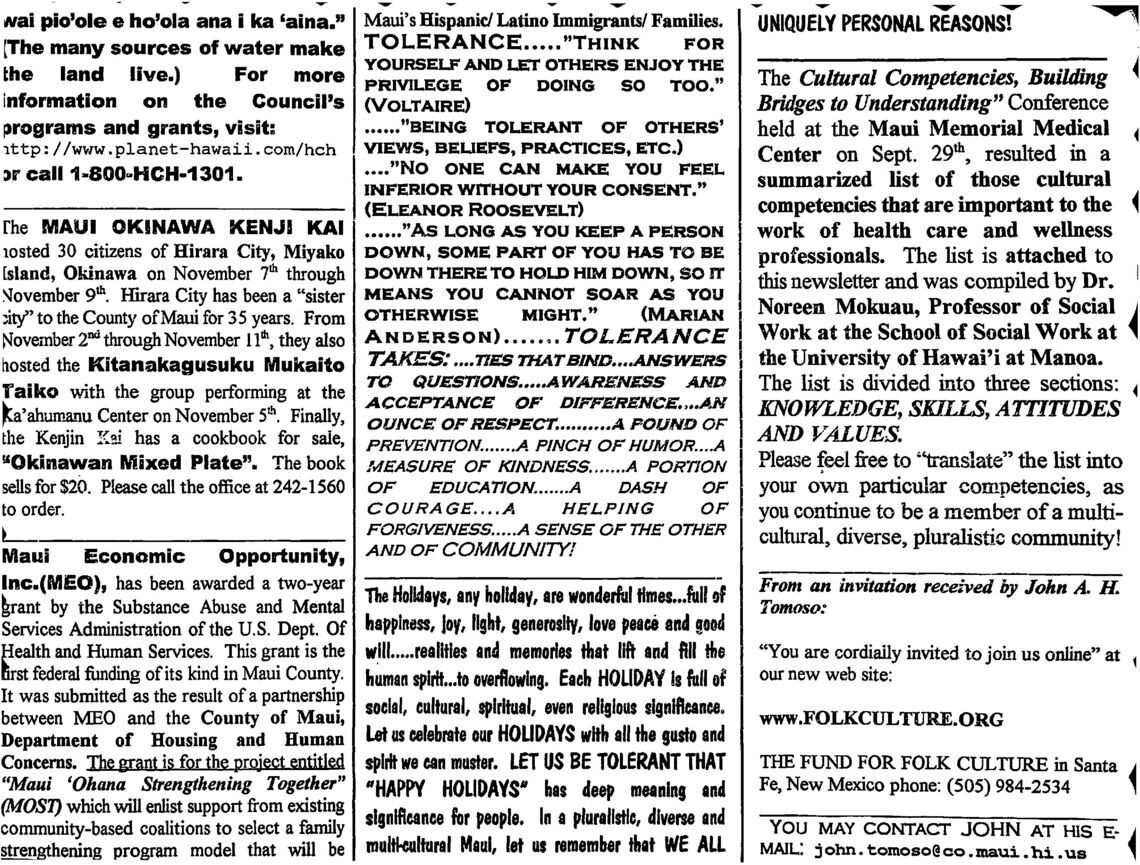 wai pio'ole e ho'ola ana i ka 'aina."
(The many sources of water make
the land live.) For more
information on the Council's
programs and grants, visit:
http://www.planet-hawaii.com/hch
or call 1-800-HCH-1301.
The MAUI OKINAWA KENJI KAI
hosted 30 citizens of Hirara City, Miyako
Island, Okinawa on November 7th through
November 9th. Hirara City has been a "sister
city" to the County of Maui for 35 years. From
November 2nd through November 11th, they also
hosted the Kitanakagusuku Mukaito
Taiko with the group performing at the
Ka'ahumanu Center on November 5th. Finally,
the Kenjin Kai has a cookbook for sale,
"Okinawan Mixed Plate". The book
sells for $20. Please call the office at 242-1560
to order.
Maui Economic Opportunity,
Inc.(MEO), has been awarded a two-year
grant by the Substance Abuse and Mental
Services Administration of the U.S. Dept. Of
Health and Human Services. This grant is the
first federal funding of its kind in Maui County.
It was submitted as the result of a partnership
between MEO and the County of Maui,
Department of Housing and Human
Concerns. The grant is for the project entitled
"Maui 'Ohana Strengthening Together"
(MOST) which will enlist support from existing
community-based coalitions to select a family
strengthening program model that will be
Maui's Hispanic/ Latino Immigrants/ Families.
TOLERANCE....."THINK FOR
YOURSELF AND LET OTHERS ENJOY THE
PRIVILEGE OF DOING SO TOO."
(VOLTAIRE)
......"BEING TOLERANT OF OTHERS'
VIEWS, BELIEFS, PRACTICES, ETC.)
...."NO ONE CAN MAKE YOU FEEL
INFERIOR WITHOUT YOUR CONSENT."
(ELEANOR ROOSEVELT)
......"AS LONG AS YOU KEEP A PERSON
DOWN, SOME PART OF YOU HAS TO BE
DOWN THERE TO HOLD HIM DOWN, SO IT
MEANS YOU CANNOT SOAR AS YOU
OTHERWISE MIGHT." (MARIAN
ANDERSON).......TOLERANCE
TAKES:....TIES THAT BIND....ANSWERS
TO QUESTIONS.....AWARENESS AND
ACCEPTANCE OF DIFFERENCE....AN
OUNCE OF RESPECT..........A POUND OF
PREVENTION.......A PINCH OF HUMOR....A
MEASURE OF KINDNESS.......A PORTION
OF EDUCATION.......A DASH OF
COURAGE....A HELPING OF
FORGIVENESS.....A SENSE OF THE OTHER
AND OF COMMUNITY!
The Holidays, any holiday, are wonderful times...full of
happiness, joy, light, generosity, love peace and good
will.....realities and memories that lift and fill the
human spirit...to overflowing. Each HOLIDAY is full of
social, cultural, spiritual, even religious significance.
Let us celebrate our HOLIDAYS with all the gusto and
spirit we can muster. LET US BE TOLERANT THAT
"HAPPY HOLIDAYS" has deep meaning and
significance for people. In a pluralistic, diverse and
multi-cultural Maui, let us remember that WE ALL
UNIQUELY PERSONAL REASONS!
The Cultural Competencies, Building
Bridges to Understanding" Conference
held at the Maui Memorial Medical
Center on Sept. 29th, resulted in a
summarized list of those cultural
competencies that are important to the
work of health care and wellness
professionals. The list is attached to
this newsletter and was compiled by Dr.
Noreen Mokuau, Professor of Social
Work at the School of Social Work at
the University of Hawai'i at Manoa.
The list is divided into three sections:
KNOWLEDGE, SKILLS, ATTITUDES
AND VALUES.
Please feel free to "translate" the list into
your own particular competencies, as
you continue to be a member of a multi-
cultural, diverse, pluralistic community!
From an invitation received by John A. H.
Tomoso:
"You are cordially invited to join us online" at
our new web site:
www.FOLKCULTURE.ORG
THE FUND FOR FOLK CULTURE in Santa
Fe, New Mexico phone: (505) 984-2534
YOU MAY CONTACT JOHN AT HIS E-
MAIL: john.tomoso@co.maui.hi.us